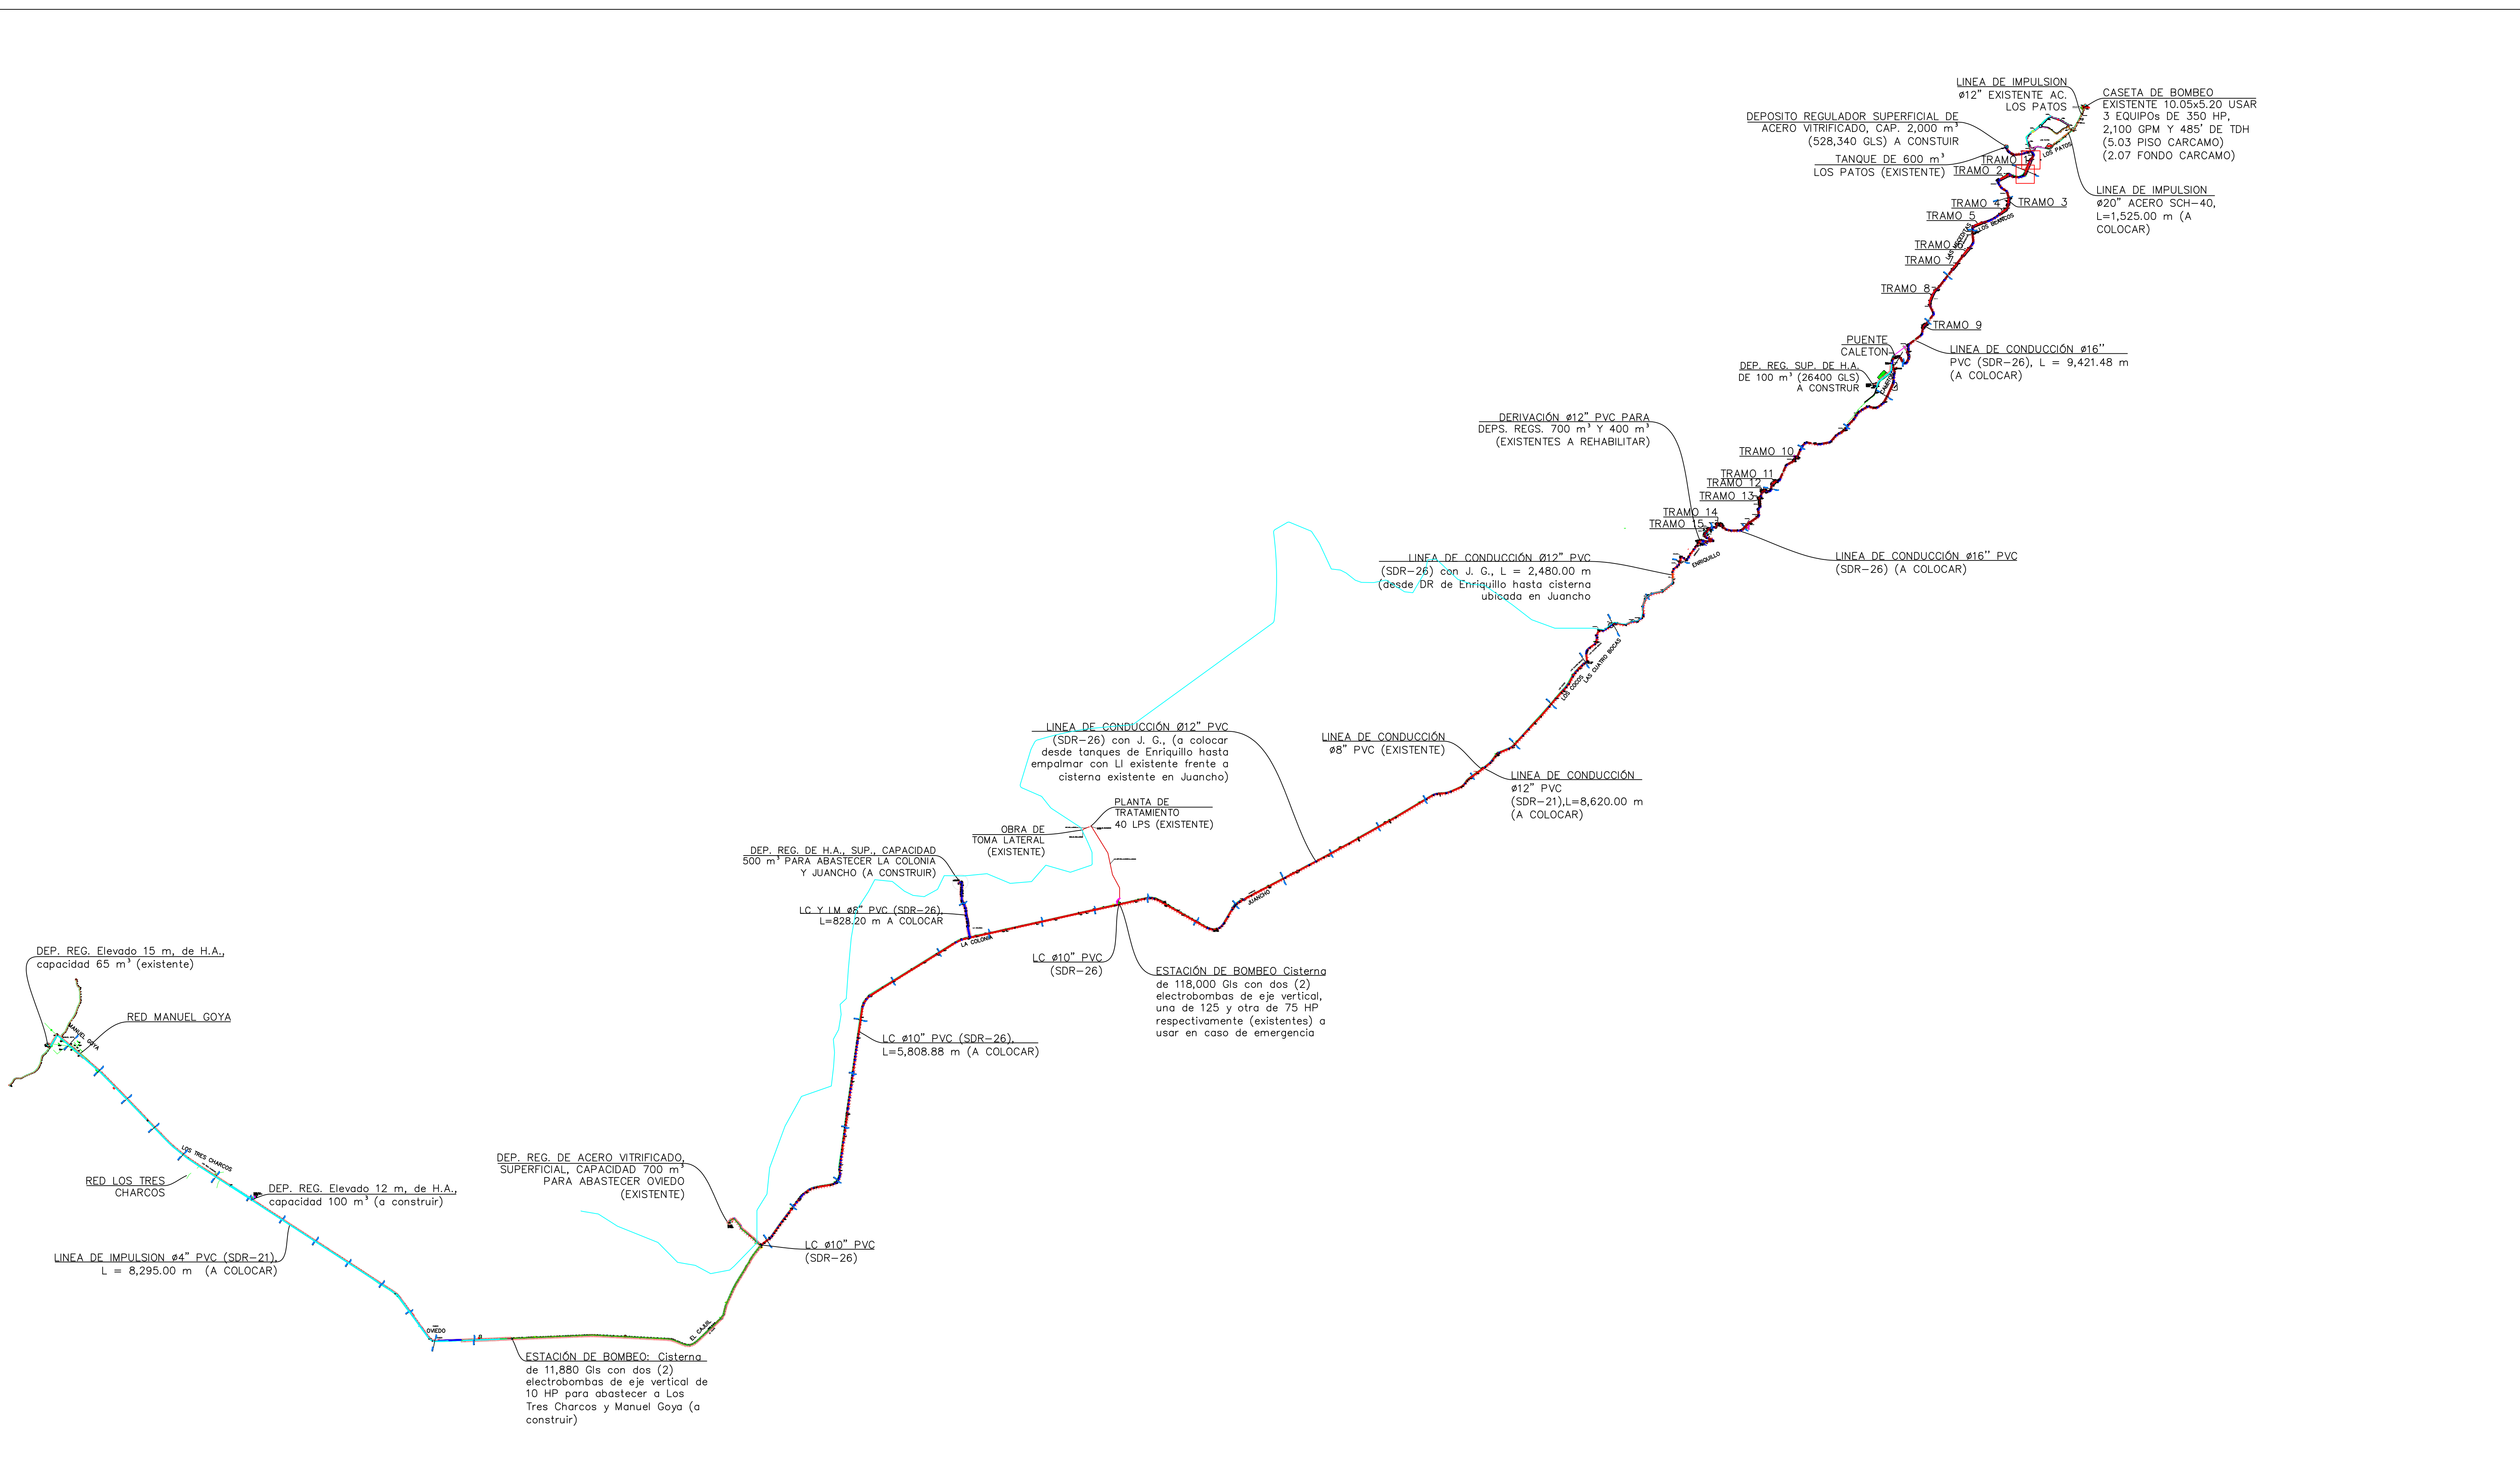 LINEA DE IMPULSION
ø12" EXISTENTE AC.
LOS PATOS
CASETA DE BOMBEO
EXISTENTE 10.05x5.20 USAR
3 EQUIPOs DE 350 HP,
2,100 GPM Y 485' DE TDH
(5.03 PISO CARCAMO)
(2.07 FONDO CARCAMO)
DEPOSITO REGULADOR SUPERFICIAL DE
ACERO VITRIFICADO, CAP. 2,000 m³
(528,340 GLS) A CONSTUIR
TANQUE DE 600 m³
LOS PATOS (EXISTENTE)
LOS PATOS
TRAMO 1
TRAMO 2
LINEA DE IMPULSION
ø20" ACERO SCH-40,
L=1,525.00 m (A
COLOCAR)
TRAMO 3
TRAMO 4
TRAMO 5
LOS BLANCOS
TRAMO 6
TRAMO 7
TRAMO 8
TRAMO 9
PUENTE
CALETON
LINEA DE CONDUCCIÓN ø16''
PVC (SDR-26), L = 9,421.48 m
(A COLOCAR)
DEP. REG. SUP. DE H.A.
DE 100 m³ (26400 GLS)
A CONSTRUR
DERIVACIÓN ø12" PVC PARA
DEPS. REGS. 700 m³ Y 400 m³
(EXISTENTES A REHABILITAR)
TRAMO 10
TRAMO 11
TRAMO 12
TRAMO 13
TRAMO 14
TRAMO 15
ENRIQUILLO
LINEA DE CONDUCCIÓN ø16'' PVC
(SDR-26) (A COLOCAR)
LINEA DE CONDUCCIÓN Ø12" PVC
(SDR-26) con J. G., L = 2,480.00 m
(desde DR de Enriquillo hasta cisterna
ubicada en Juancho
LAS CUATRO BOCAS
LOS COCOS
LINEA DE CONDUCCIÓN Ø12" PVC
(SDR-26) con J. G., (a colocar
desde tanques de Enriquillo hasta
empalmar con LI existente frente a
cisterna existente en Juancho)
LINEA DE CONDUCCIÓN
ø8" PVC (EXISTENTE)
LINEA DE CONDUCCIÓN
ø12" PVC
(SDR-21),L=8,620.00 m
(A COLOCAR)
PLANTA DE
TRATAMIENTO
40 LPS (EXISTENTE)
OBRA DE
TOMA LATERAL
(EXISTENTE)
DEP. REG. DE H.A., SUP., CAPACIDAD
500 m³ PARA ABASTECER LA COLONIA
Y JUANCHO (A CONSTRUIR)
JUANCHO
LC Y LM ø8" PVC (SDR-26),
L=828.20 m A COLOCAR
LA COLONIA
LC ø10" PVC
(SDR-26)
ESTACIÓN DE BOMBEO Cisterna
de 118,000 Gls con dos (2)
electrobombas de eje vertical,
una de 125 y otra de 75 HP
respectivamente (existentes) a
usar en caso de emergencia
DEP. REG. Elevado 15 m, de H.A.,
capacidad 65 m³ (existente)
RED MANUEL GOYA
MANUEL GOYA
LC ø10" PVC (SDR-26),
L=5,808.88 m (A COLOCAR)
LOS TRES CHARCOS
RED LOS TRES
CHARCOS
DEP. REG. Elevado 12 m, de H.A.,
capacidad 100 m³ (a construir)
DEP. REG. DE ACERO VITRIFICADO,
SUPERFICIAL, CAPACIDAD 700 m³
PARA ABASTECER OVIEDO
(EXISTENTE)
LC ø10" PVC
(SDR-26)
LINEA DE IMPULSION ø4" PVC (SDR-21),
L = 8,295.00 m (A COLOCAR)
OVIEDO
EL CAJUIL
ESTACIÓN DE BOMBEO: Cisterna
de 11,880 Gls con dos (2)
electrobombas de eje vertical de
10 HP para abastecer a Los
Tres Charcos y Manuel Goya (a
construir)